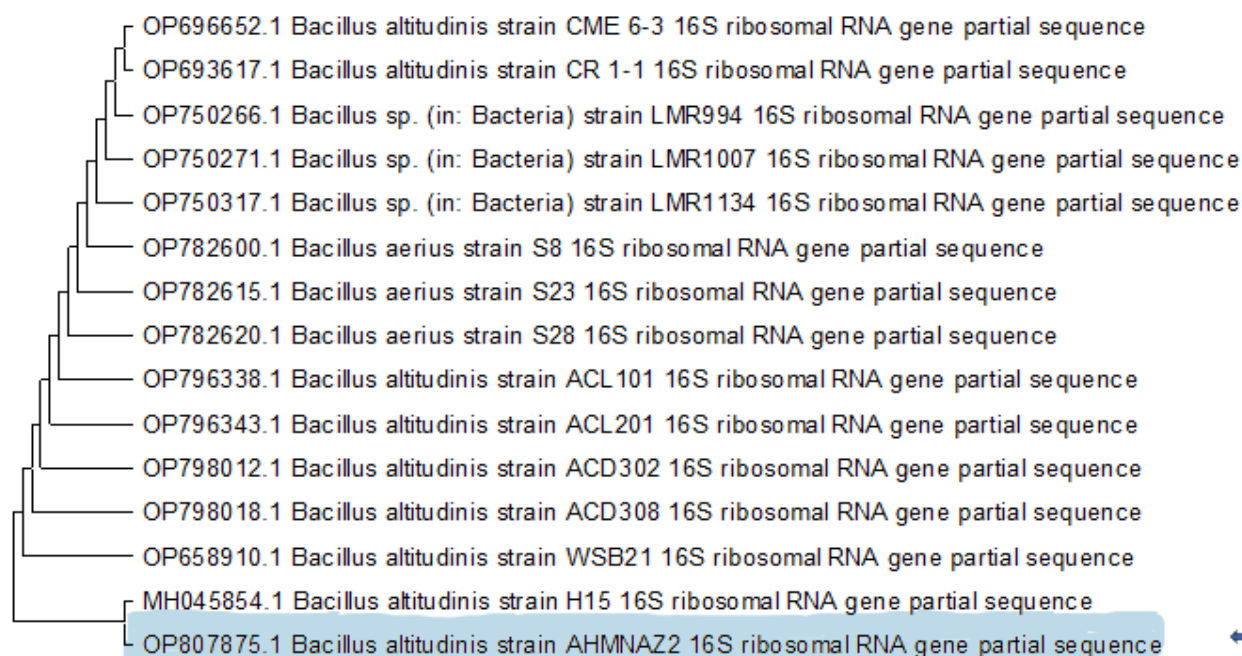 OP696652.1 Bacillus altitudinis strain CME 6-3 16S ribosomal RNA gene partial sequence
OP693617.1 Bacillus altitudinis strain CR 1-1 16S ribosomal RNA gene partial sequence
OP750266.1 Bacillus sp. (in: Bacteria) strain LMR994 16S ribosomal RNA gene partial sequence
OP750271.1 Bacillus sp. (in: Bacteria) strain LMR1007 16S ribosomal RNA gene partial sequence
OP750317.1 Bacillus sp. (in: Bacteria) strain LMR1134 16S ribosomal RNA gene partial sequence
OP782600.1 Bacillus aerius strain S8 16S ribosomal RNA gene partial sequence
OP782615.1 Bacillus aerius strain S23 16S ribosomal RNA gene partial sequence
OP782620.1 Bacillus aerius strain S28 16S ribosomal RNA gene partial sequence
OP796338.1 Bacillus altitudinis strain ACL101 16S ribosomal RNA gene partial sequence
OP796343.1 Bacillus altitudinis strain ACL201 16S ribosomal RNA gene partial sequence
OP798012.1 Bacillus altitudinis strain ACD302 16S ribosomal RNA gene partial sequence
OP798018.1 Bacillus altitudinis strain ACD308 16S ribosomal RNA gene partial sequence
OP658910.1 Bacillus altitudinis strain WSB21 16S ribosomal RNA gene partial sequence
MH045854.1 Bacillus altitudinis strain H15 16S ribosomal RNA gene partial sequence
OP807875.1 Bacillus altitudinis strain AHMNAZ2 16S ribosomal RNA gene partial sequence